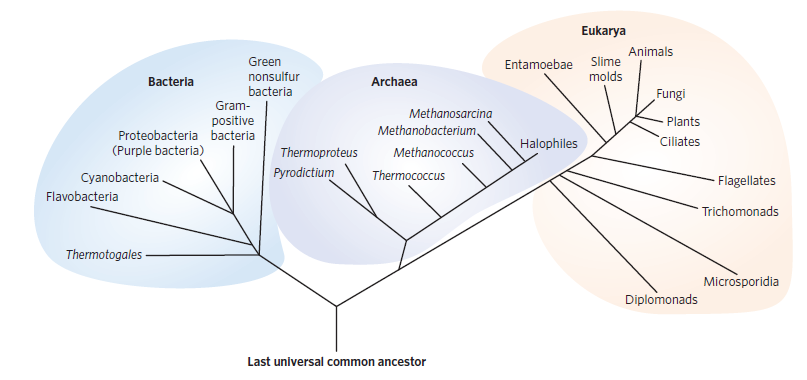 Eukarya
Bacteria
Archaea
Green
nonsulfur
bacteria
Gram-
positive
bacteria
Proteobacteria
(Purple bacteria)
Cyanobacteria
Flavobacteria
Thermotogales
Thermoproteus
Pyrodictium
Methanosarcina
Methanobacterium
Methanococcus
Thermococcus
Halophiles
Entamoebae
Slime
molds
Animals
Fungi
Plants
Ciliates
Flagellates
Trichomonads
Microsporidia
Diplomonads
Last universal common ancestor